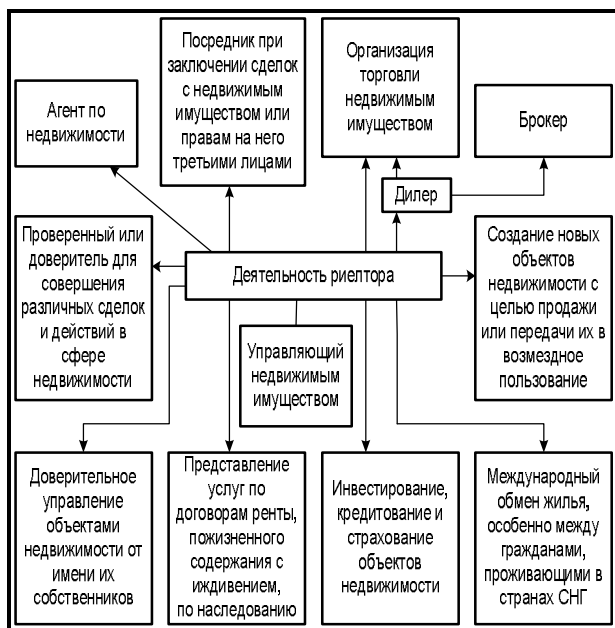 Посредник при
заключении сделок
с недвижимым
имуществом или
правам на него
третьими лицами
Организация
торговли
недвижимым
имуществом
Агент по
недвижимости
Брокер
Дилер
Проверенный или
доверитель для
совершения
различных сделок
и действий в
сфере
недвижимости
Деятельность риелтора
Создание новых
объектов
недвижимости с
целью продажи
или передачи их в
возмездное
пользование
Управляющий
недвижимым
имуществом
Доверительное
управление
объектами
недвижимости от
имени их
собственников
Представление
услуг по
договорам ренты,
пожизненного
содержания с
иждивением,
по наследованию
Инвестирование,
кредитование и
страхование
объектов
недвижимости
Международный
обмен жилья,
особенно между
гражданами,
проживающими в
странах СНГ